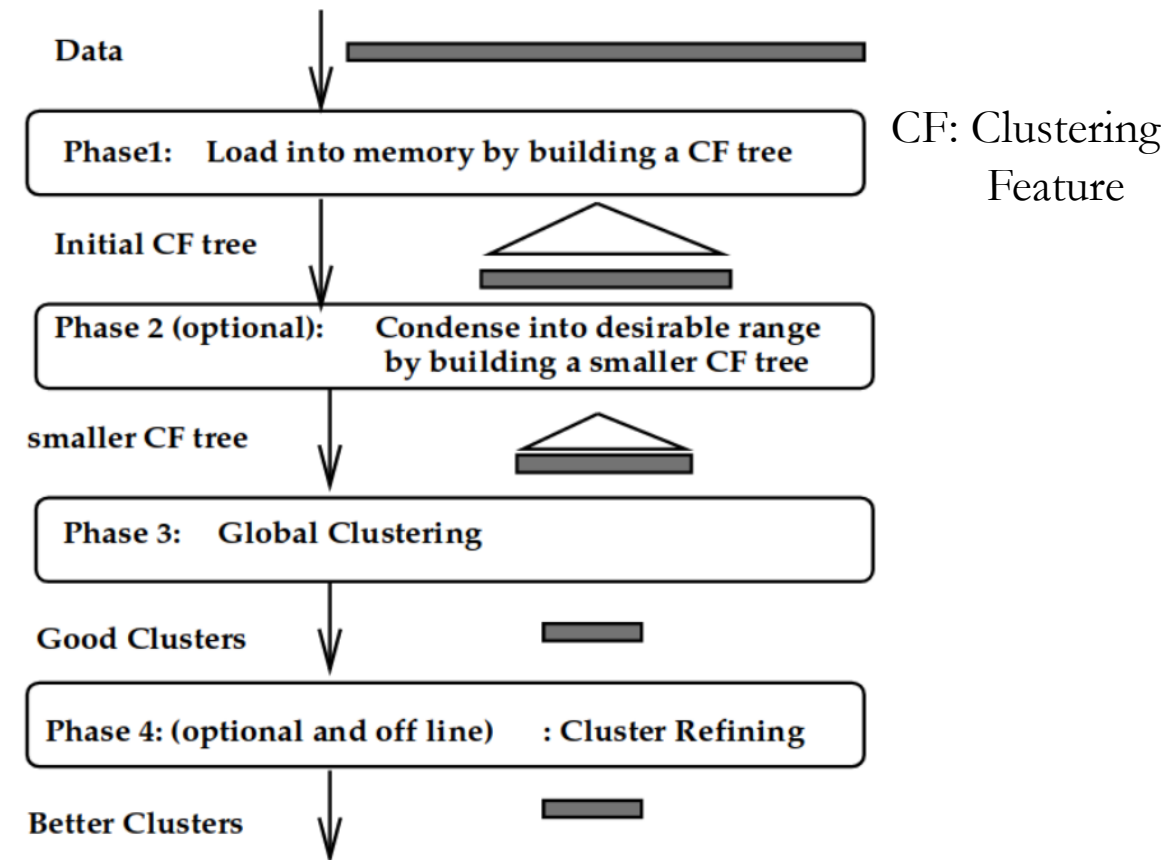 Data
Phase1: Load into memory by building a CF tree
CF: Clustering
Feature
Initial CF tree
Phase 2 (optional): Condense into desirable range
by building a smaller CF tree
smaller CF tree
Phase 3: Global Clustering
Good Clusters
Phase 4: (optional and off line) : Cluster Refining
Better Clusters